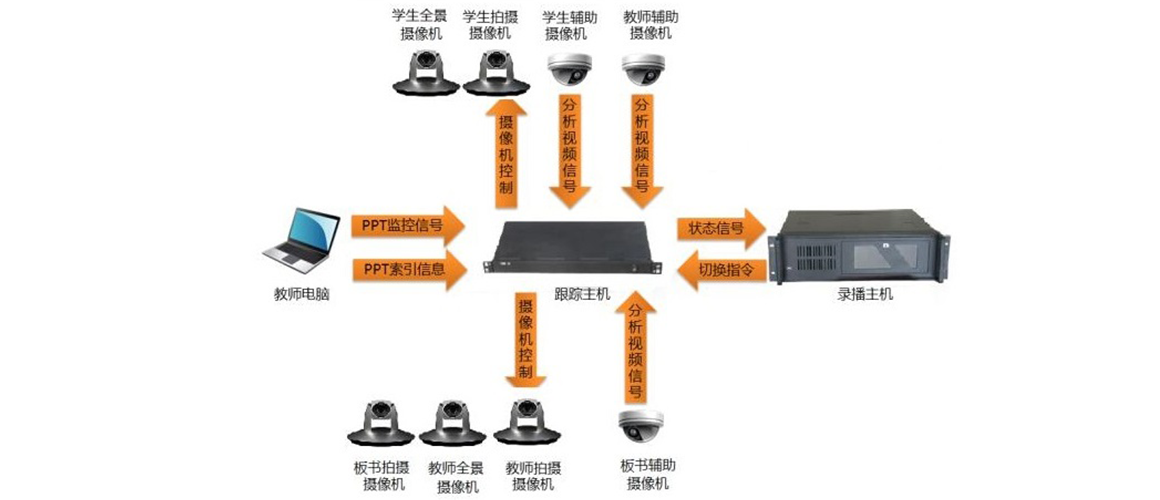 学生全景
摄像机
学生拍摄
摄像机
学生辅助
摄像机
教师辅助
摄像机
摄像机控制
分析视频信号
分析视频信号
PPT监控信号
PPT索引信息
教师电脑
跟踪主机
状态信号
切换指令
录播主机
摄像机控制
分析视频信号
板书拍摄
摄像机
教师全景
摄像机
教师拍摄
摄像机
板书辅助
摄像机